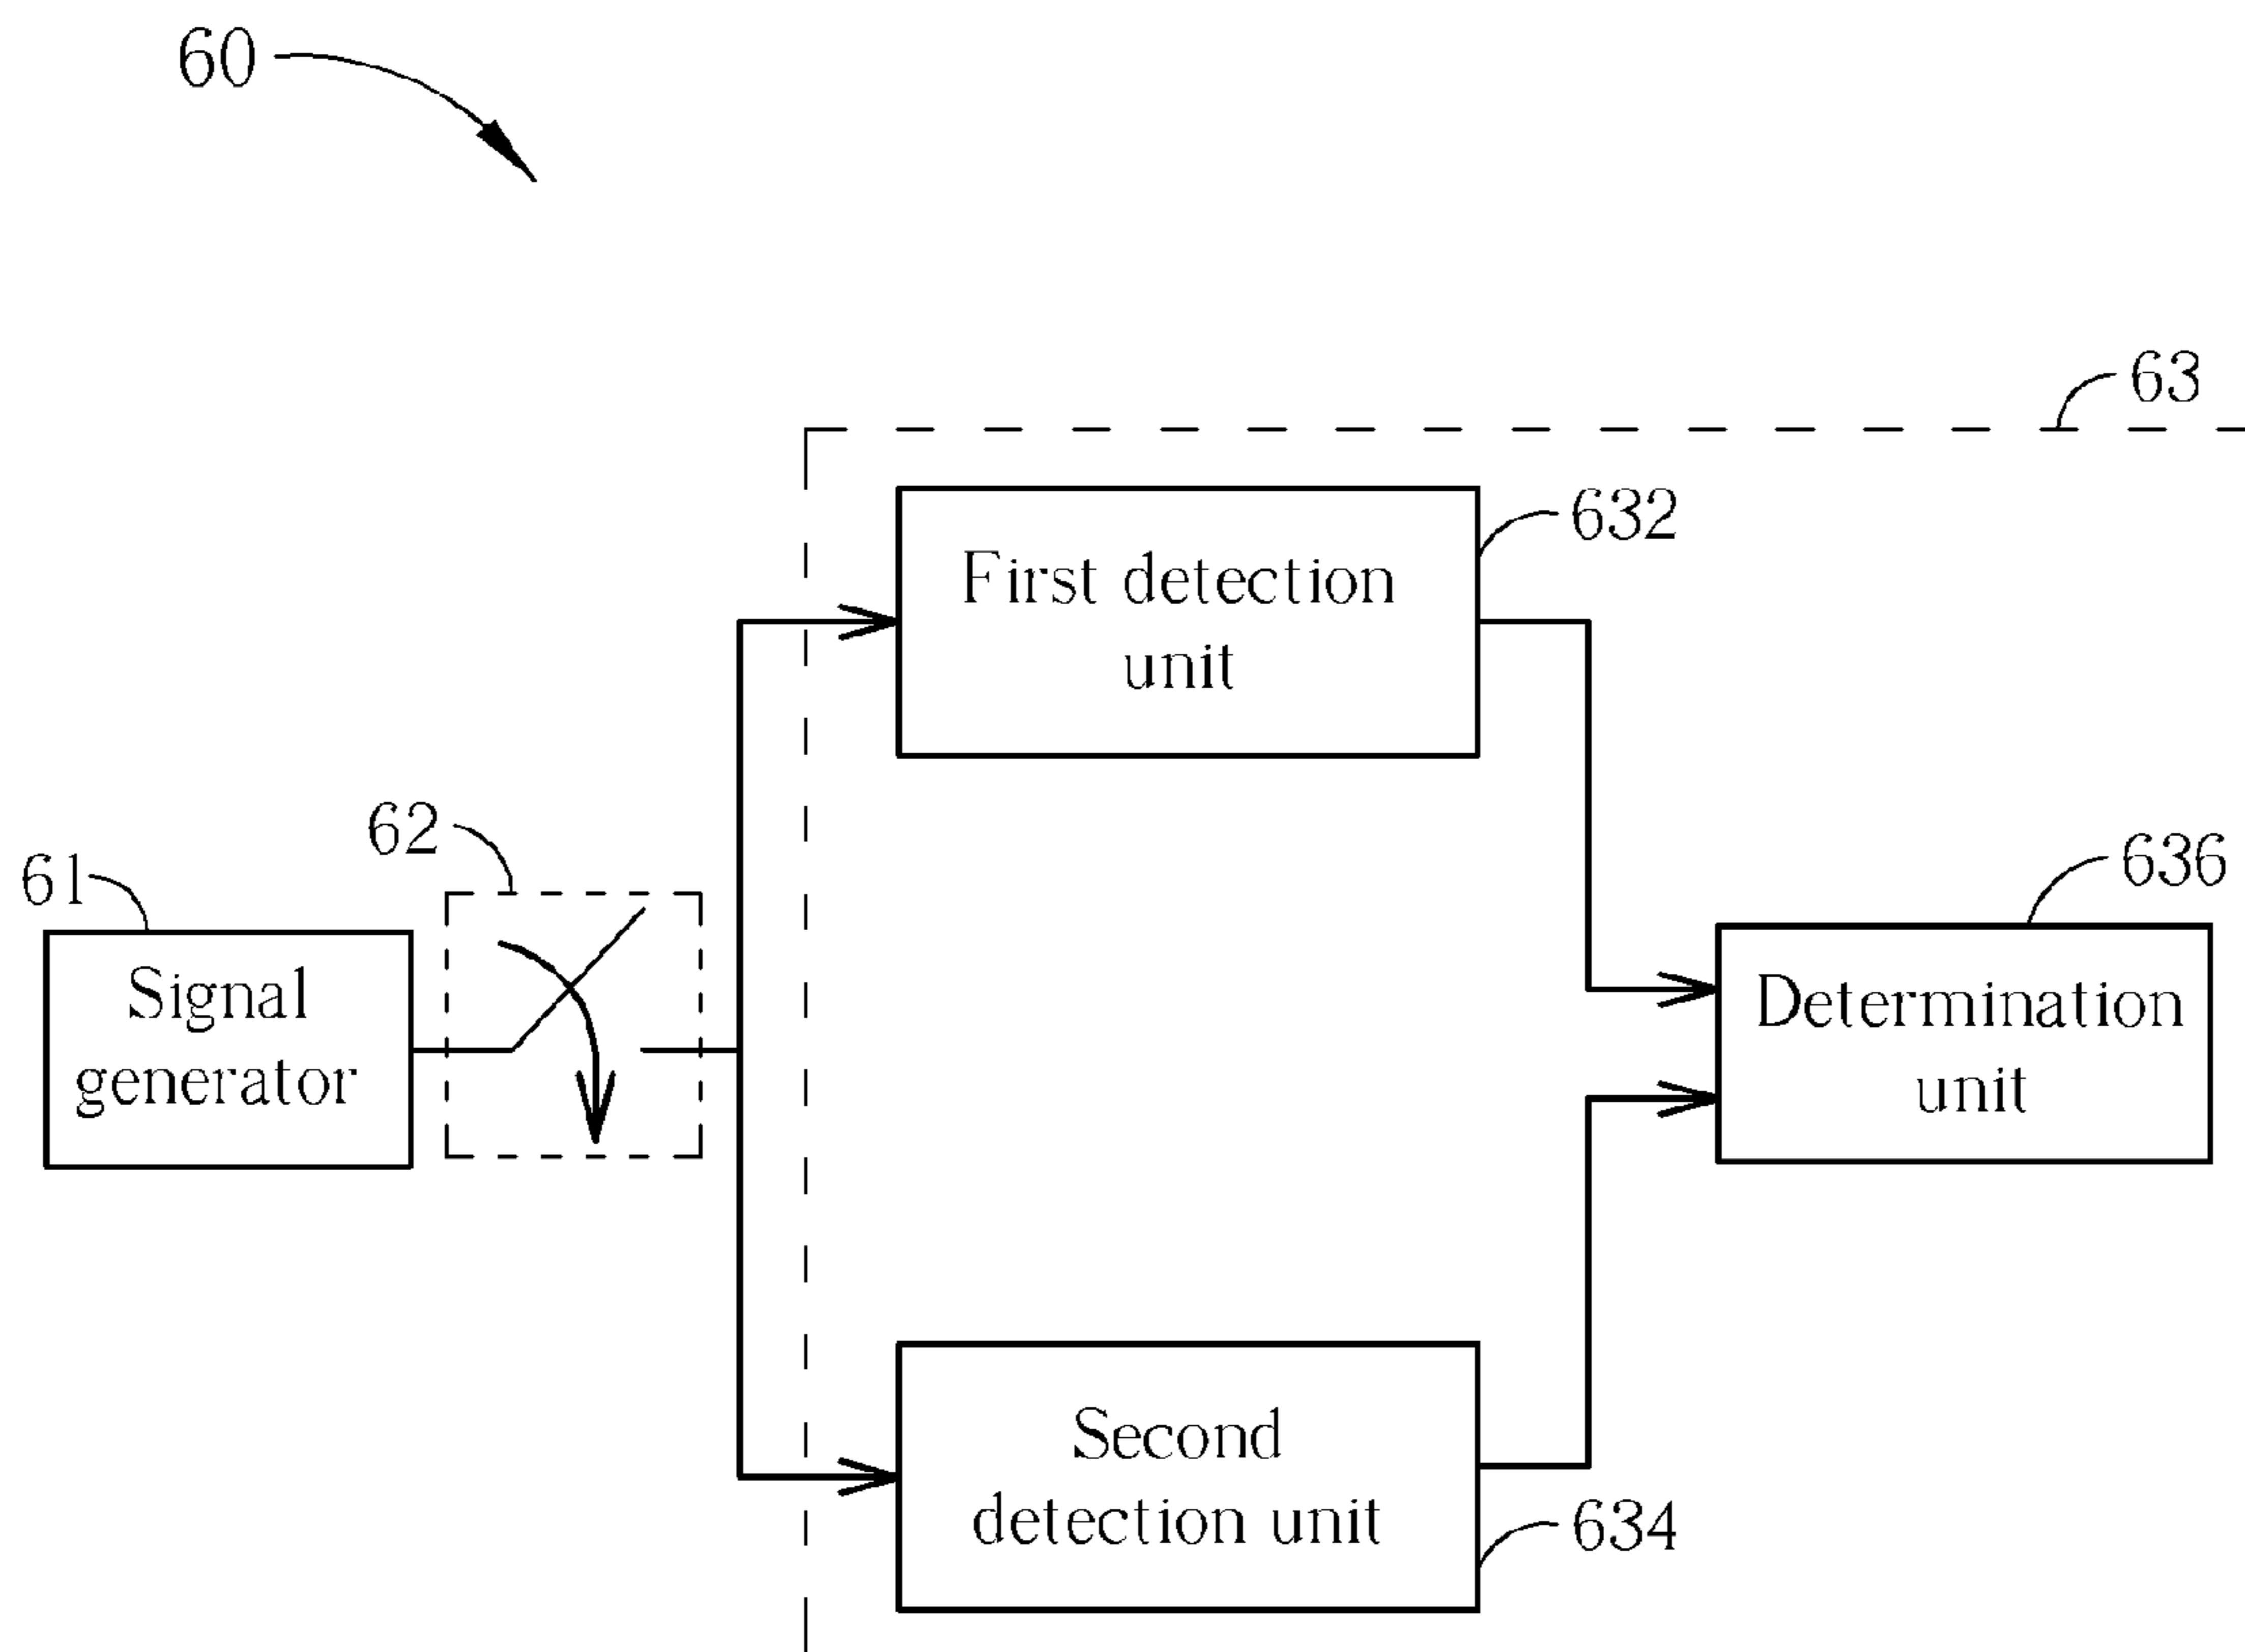 60
63
632
First detection
unit
62
61
636
Signal
generator
Determination
unit
Second
detection unit
634